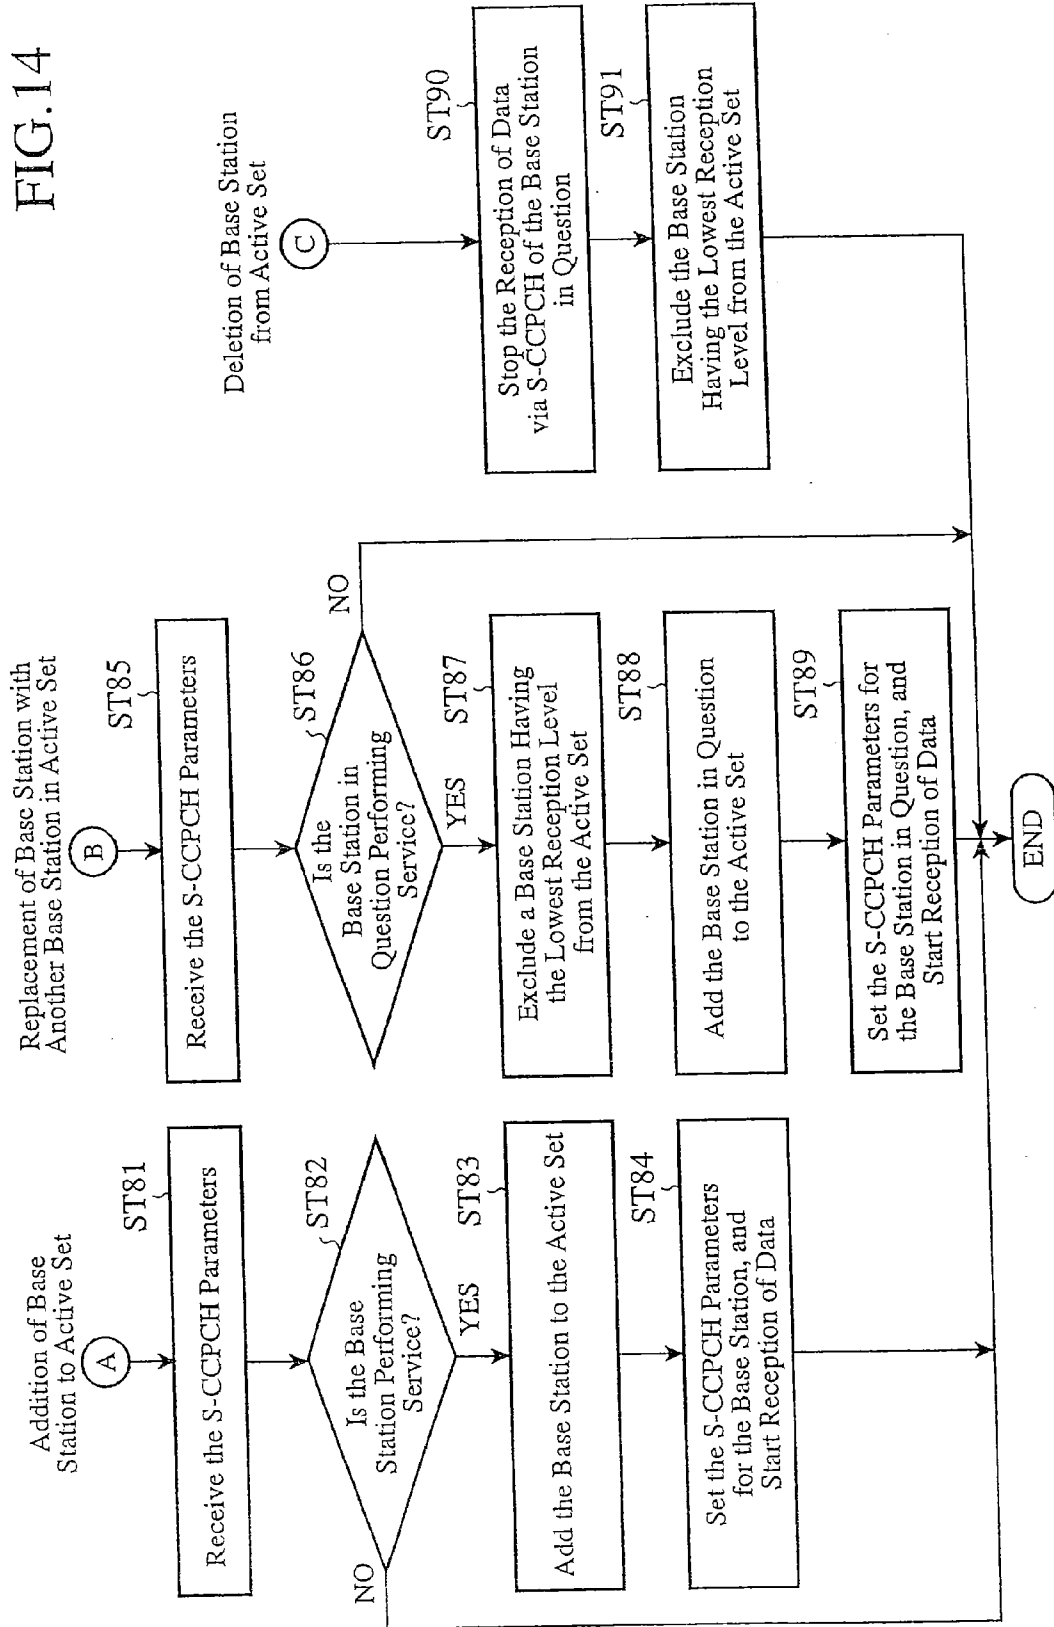 FIG.14
Addition of Base
Station to Active Set
A
ST81
Receive the S-CCPCH Parameters
ST82
Is the Base
Station Performing
Service?
NO
YES
ST83
Add the Base Station to the Active Set
ST84
Set the S-CCPCH Parameters
for the Base Station, and
Start Reception of Data
Replacement of Base Station with
Another Base Station in Active Set
B
ST85
Receive the S-CCPCH Parameters
ST86
Is the
Base Station in
Question Performing
Service?
NO
YES
ST87
Exclude a Base Station Having
the Lowest Reception Level
from the Active Set
ST88
Add the Base Station in Question
to the Active Set
ST89
Set the S-CCPCH Parameters for
the Base Station in Question, and
Start Reception of Data
Deletion of Base Station
from Active Set
C
ST90
Stop the Reception of Data
via S-CCPCH of the Base Station
in Question
ST91
Exclude the Base Station
Having the Lowest Reception
Level from the Active Set
END